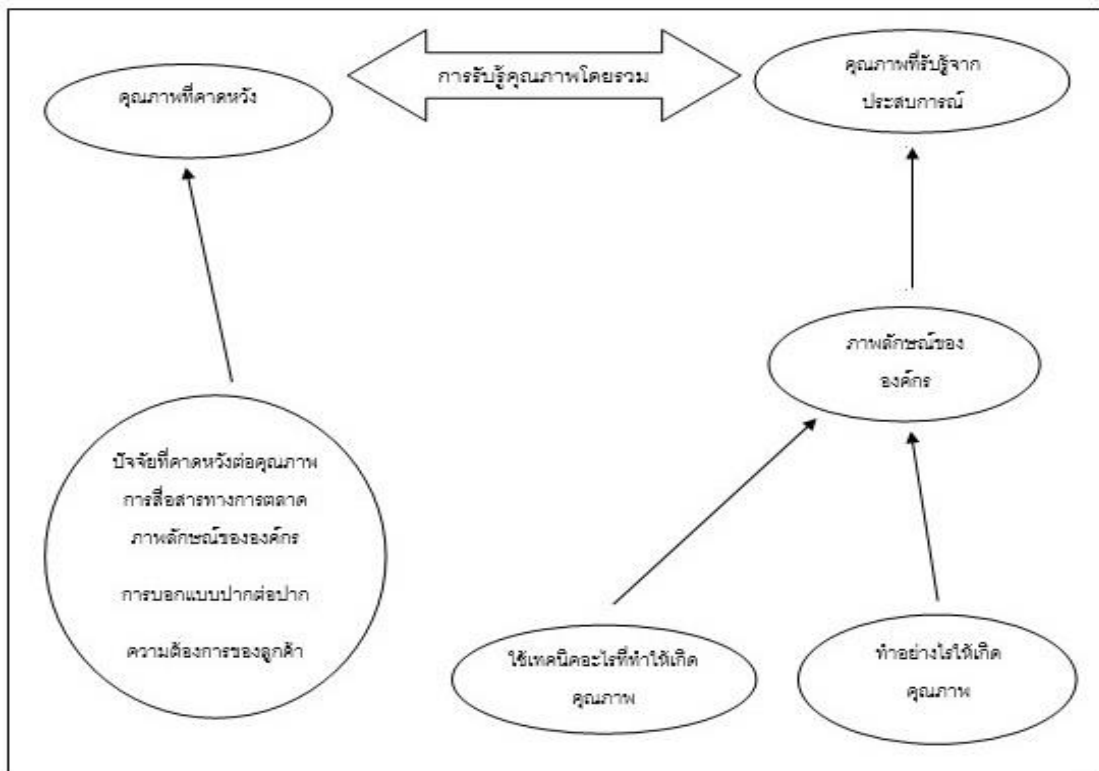 คุณภาพที่คาดหวัง
การรับรู้คุณภาพโดยรวม
คุณภาพที่รับรู้จาก
ประสบการณ์
ภาพลักษณ์ของ
องค์กร
ปัจจัยที่คาดหวังต่อคุณภาพ
การสื่อสารทางการตลาด
ภาพลักษณ์ขององค์กร
การบอกแบบปากต่อปาก
ความต้องการของลูกค้า
ใช้เทคนิคอะไรที่ทำให้เกิด
คุณภาพ
ทำอย่างไรให้เกิด
คุณภาพ